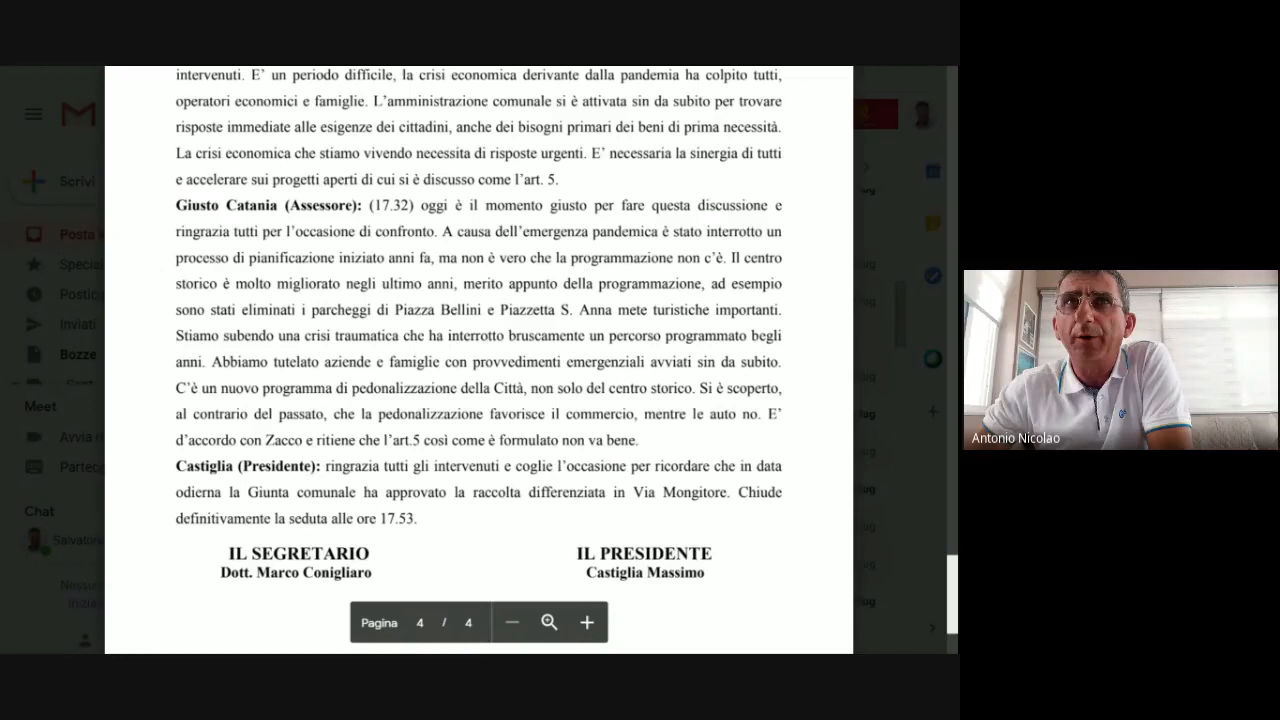 intervenuti. E' un periodo difficile, la crisi economica derivante dalla pandemia ha colpito tutti,
operatori economici e famiglie. L'amministrazione comunale si è attivata sin da subito per trovare
risposte immediate alle esigenze dei cittadini, anche dei bisogni primari dei beni di prima necessità.
La crisi economica che stiamo vivendo necessita di risposte urgenti. E' necessaria la sinergia di tutti
e accelerare sui progetti aperti di cui si è discusso come l'art. 5.
Giusto Catania (Assessore): (17.32) oggi è il momento giusto per fare questa discussione e
ringrazia tutti per l'occasione di confronto. A causa dell'emergenza pandemica è stato interrotto un
processo di pianificazione iniziato anni fa, ma non è vero che la programmazione non c'è. Il centro
storico è molto migliorato negli ultimo anni, merito appunto della programmazione, ad esempio
sono stati eliminati i parcheggi di Piazza Bellini e Piazzetta S. Anna mete turistiche importanti.
Stiamo subendo una crisi traumatica che ha interrotto bruscamente un percorso programmato begli
anni. Abbiamo tutelato aziende e famiglie con provvedimenti emergenziali avviati sin da subito.
C'è un nuovo programma di pedonalizzazione della Città, non solo del centro storico. Si è scoperto,
al contrario del passato, che la pedonalizzazione favorisce il commercio, mentre le auto no. E'
d'accordo con Zacco e ritiene che l'art.5 così come è formulato non va bene.
Castiglia (Presidente): ringrazia tutti gli intervenuti e coglie l'occasione per ricordare che in data
odierna la Giunta comunale ha approvato la raccolta differenziata in Via Mongitore. Chiude
definitivamente la seduta alle ore 17.53.
IL SEGRETARIO
Dott. Marco Conigliaro
IL PRESIDENTE
Castiglia Massimo
Pagina 4 / 4
Scrivi
Posta
Special
Postici
Inviati
Bozze
Meet
Avvia
Partec
Chat
Salvator
Nessun
Inizia
Antonio Nicolao